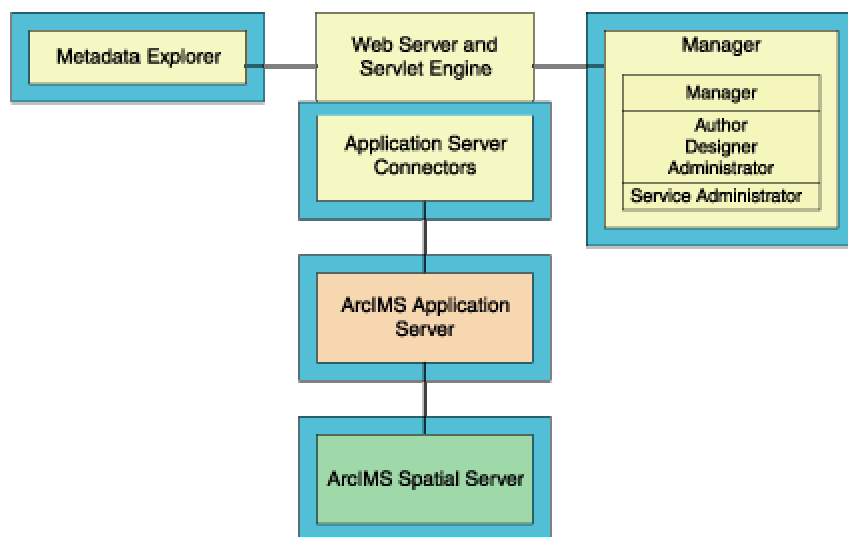 Metadata Explorer
Web Server and
Servlet Engine
Manager
Manager
Author
Designer
Administrator
Service Administrator
Application Server
Connectors
ArcIMS Application
Server
ArcIMS Spatial Server